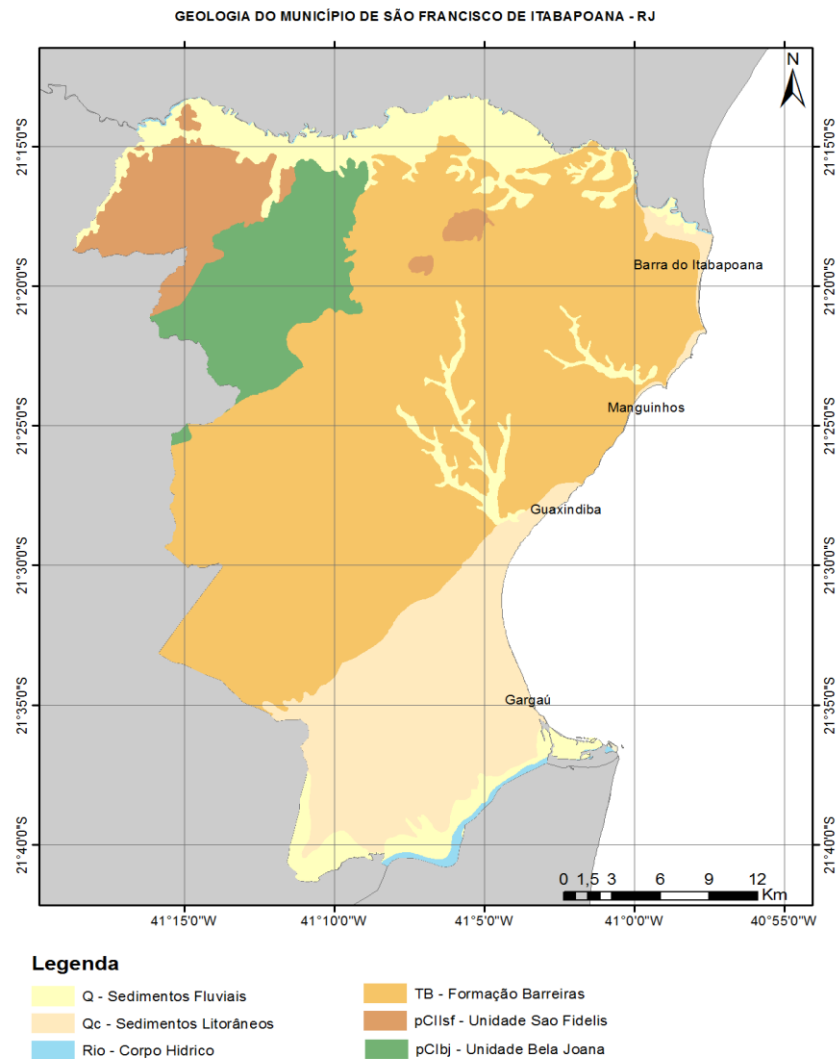 GEOLOGIA DO MUNICÍPIO DE SÃO FRANCISCO DE ITABAPOANA - RJ
N
21°15'0"S
21°15'0"S
21°20'0"S
Barra do Itabapoana
21°20'0"S
Manguinhos
21°25'0"S
21°25'0"S
Guaxindiba
21°30'0"S
21°30'0"S
Gargaú
21°35'0"S
21°35'0"S
21°40'0"S
21°40'0"S
0 1,5 3 6 9 12
Km
41°15'0"W 41°10'0"W 41°5'0"W 41°0'0"W 40°55'0"W
Legenda
Q - Sedimentos Fluviais
Qc - Sedimentos Litorâneos
Rio - Corpo Hidrico
TB - Formação Barreiras
pCIIsf - Unidade Sao Fidelis
pCIbj - Unidade Bela Joana